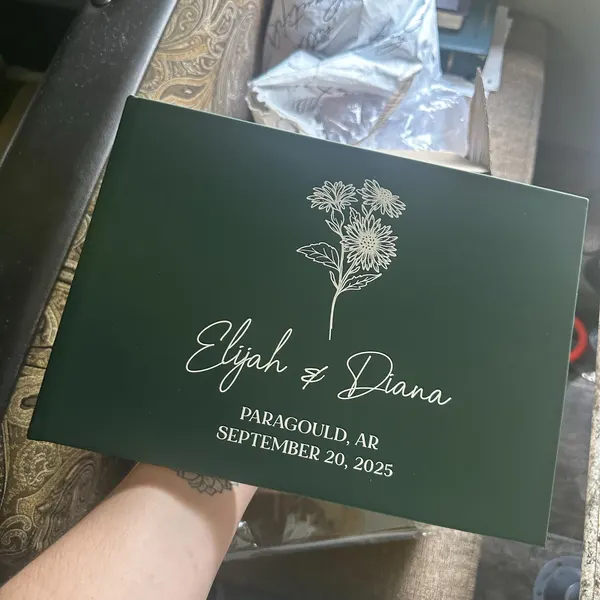 Elijah & Diana
PARAGOULD, AR
SEPTEMBER 20, 2025